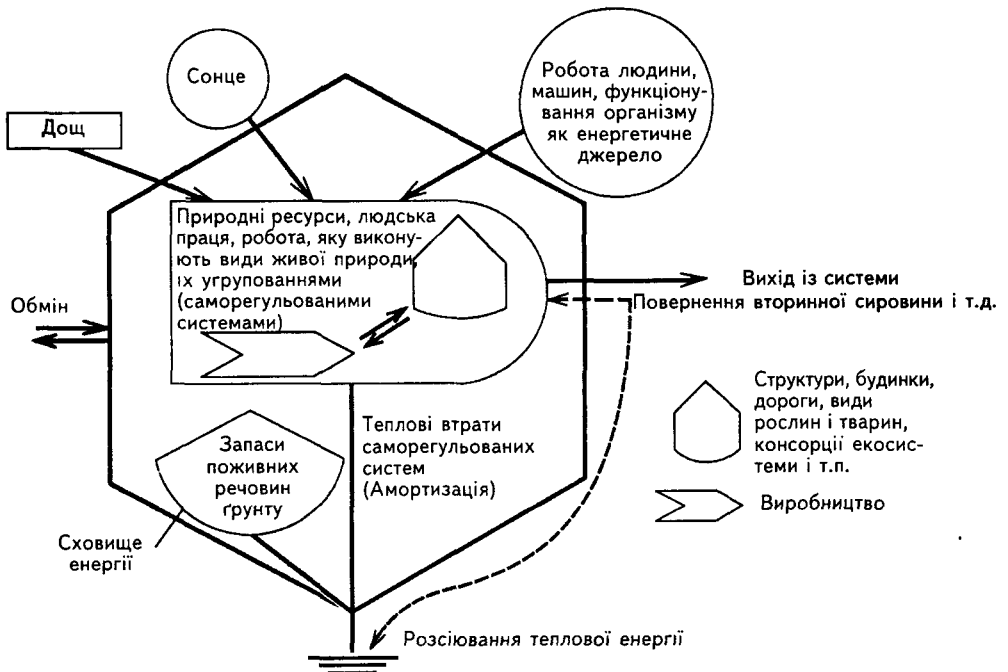 Сонце
Робота людини,
машин, функціону-
вання організму
як енергетичне
джерело
Дощ
Природні ресурси, людська
праця, робота, яку викону-
ють види живої природи,
їх угрупованнями
(саморегульованими
системами)
Обмін
Вихід із системи
Повернення вторинної сировини і т.д.
Структури, будинки,
дороги, види
рослин і тварин,
консорції екосис-
теми і т.п.
Виробництво
Теплові втрати
саморегульованих
систем
(Амортизація)
Запаси
поживних
речовин
ґрунту
Сховище
енергії
Розсіювання теплової енергії